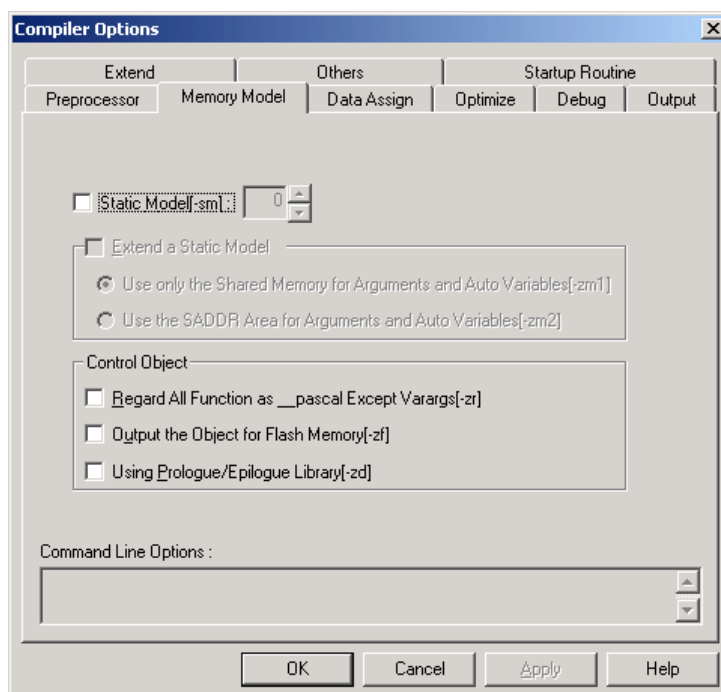 Compiler Options
Extend Others Startup Routine
Preprocessor Memory Model Data Assign Optimize Debug Output
Static Model[-sm] : 0
Extend a Static Model
Use only the Shared Memory for Arguments and Auto Variables[-zm1]
Use the SADDR Area for Arguments and Auto Variables[-zm2]
Control Object
Regard All Function as __pascal Except Varargs[-zr]
Output the Object for Flash Memory[-zf]
Using Prologue/Epilogue Library[-zd]
Command Line Options :
OK Cancel Apply Help